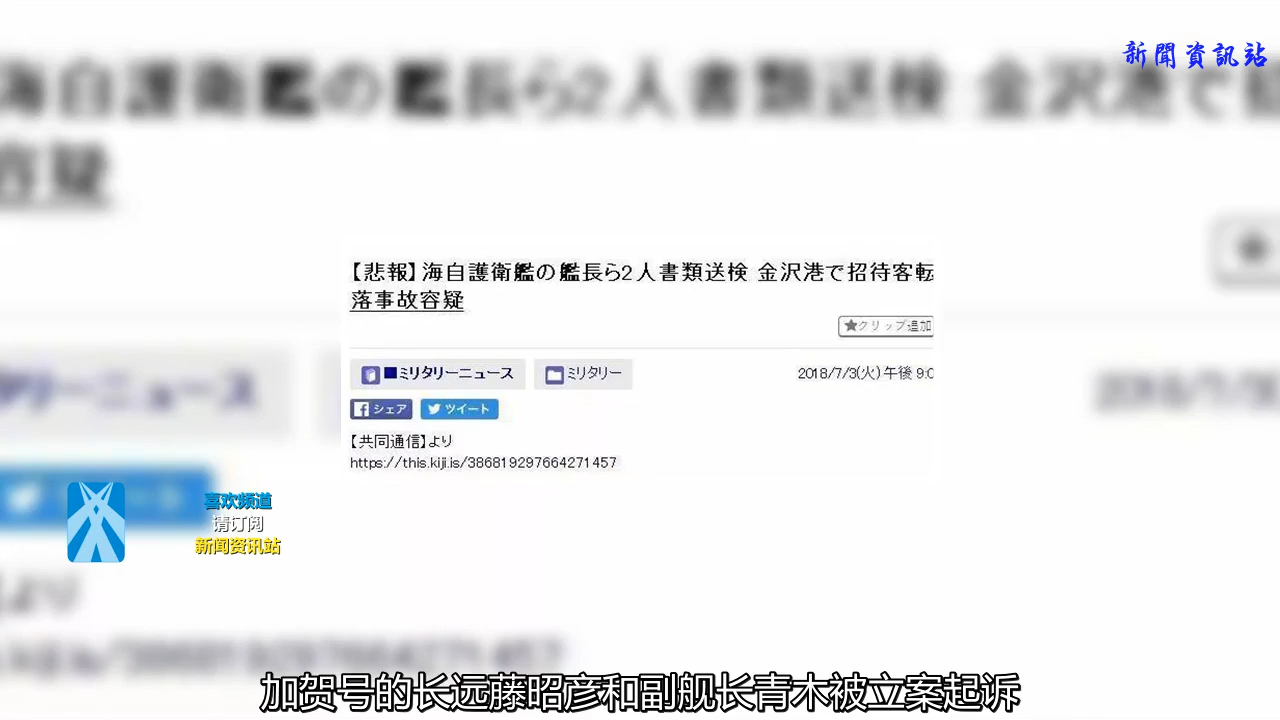 新聞資訊站
【悲報】海自護衛艦の艦長ら2人書類送検 金沢港で招待客転
落事故容疑
★クリップ追加
■ミリタリーニュース ミリタリー 2018/7/3(火) 午後 9:0
シェア ツイート
【共同通信】より
https://this.kiji.is/386819297664271457
喜欢频道
请订阅
新闻资讯站
加贺号的长远藤昭彦和副舰长青木被立案起诉